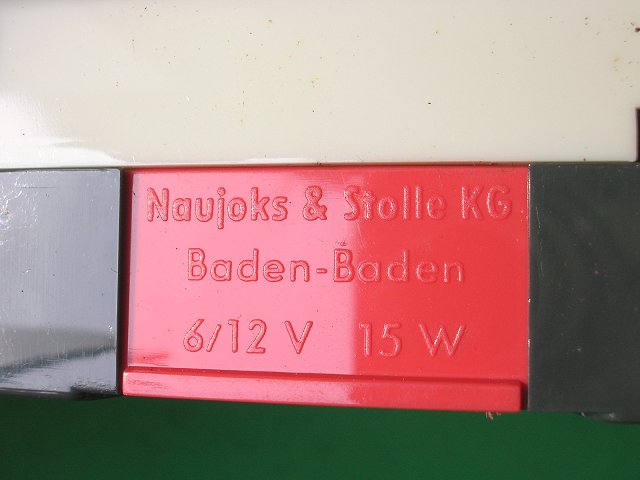 Naujoks & Stolle KG
Baden-Baden
6/12 V 15 W